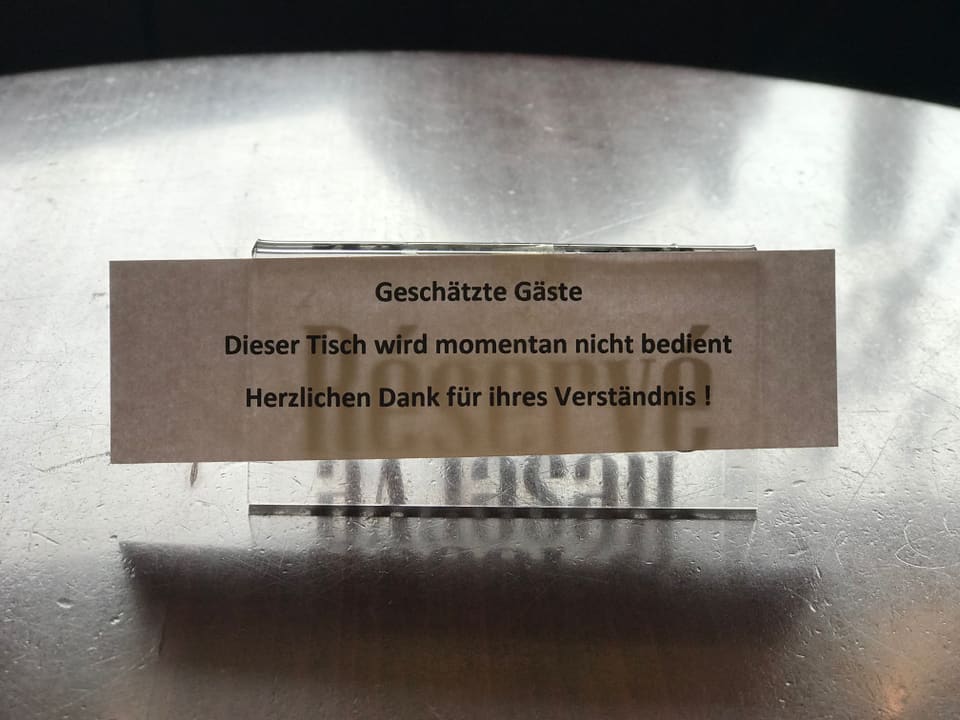 Geschätzte Gäste
Dieser Tisch wird momentan nicht bedient
Herzlichen Dank für ihres Verständnis !
Réservé